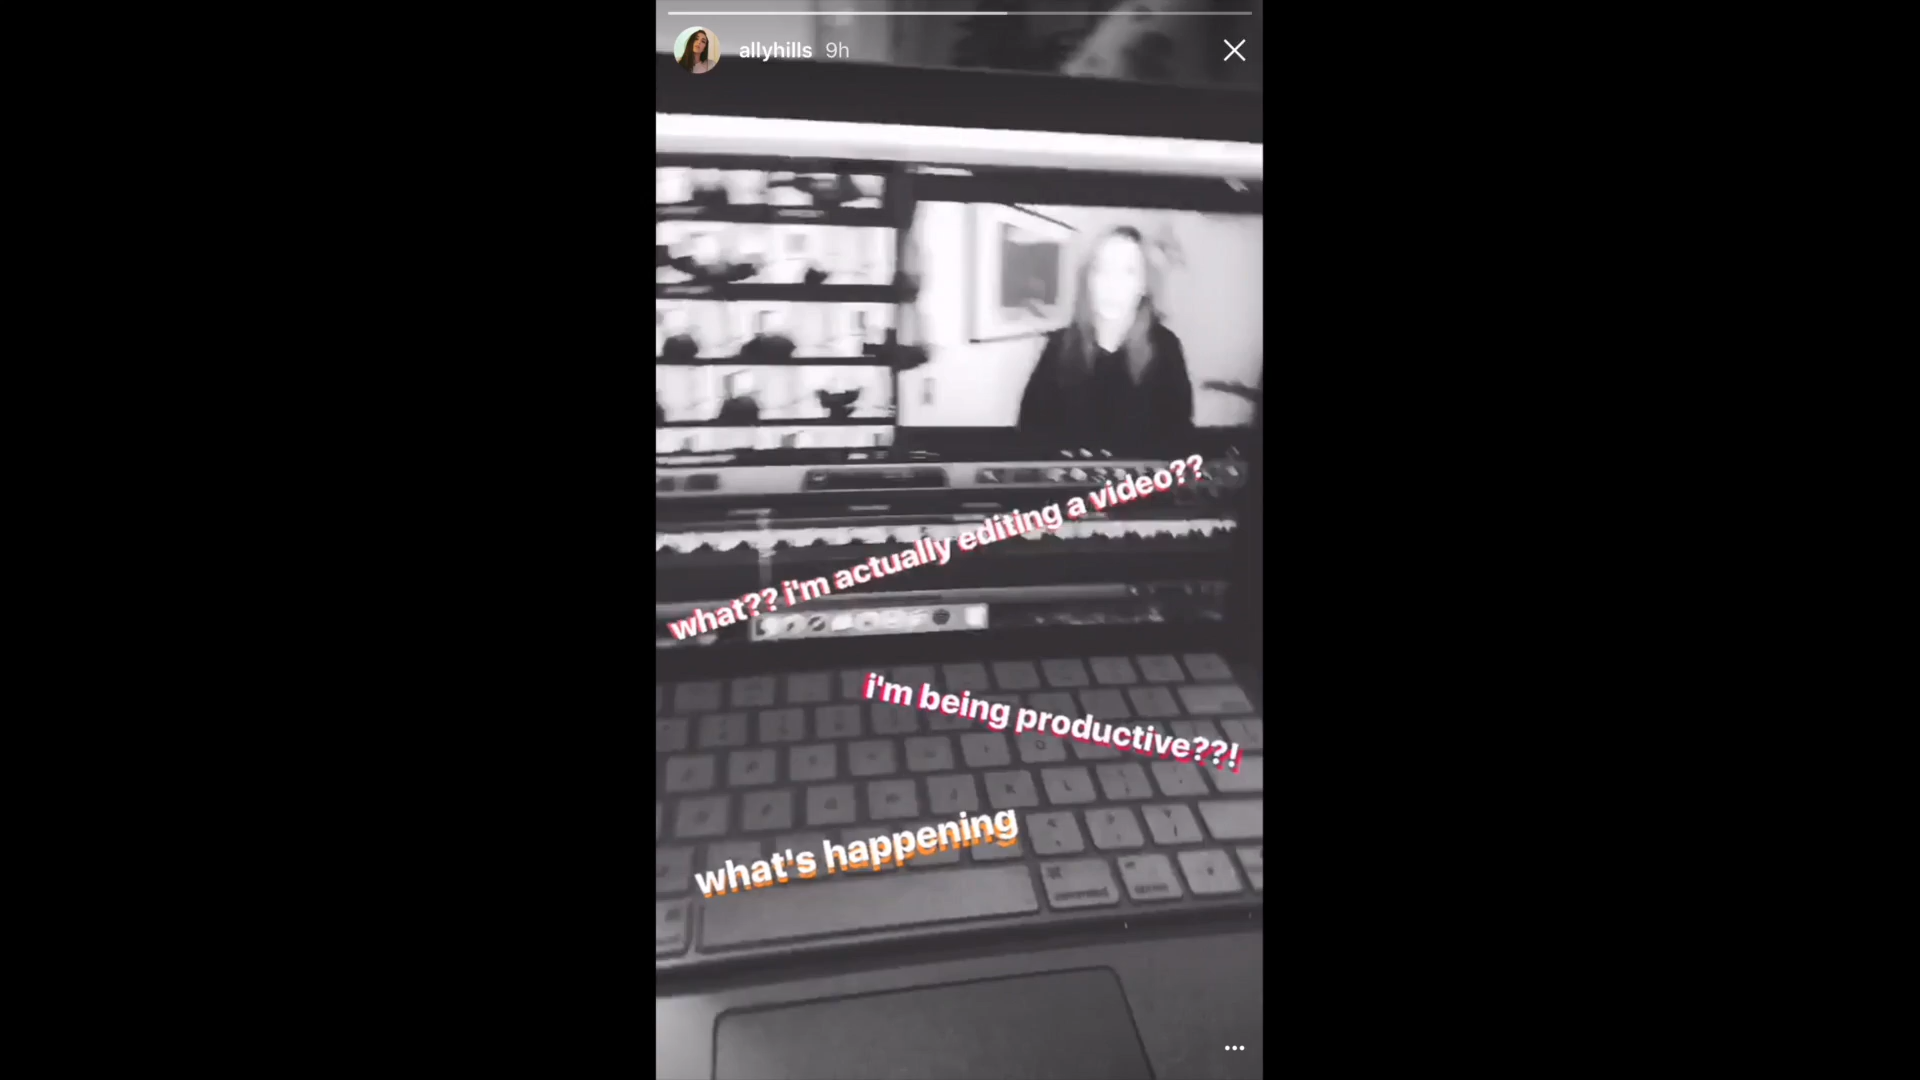 allyhills 9h
what?? i'm actually editing a video??
i'm being productive??!
what's happening